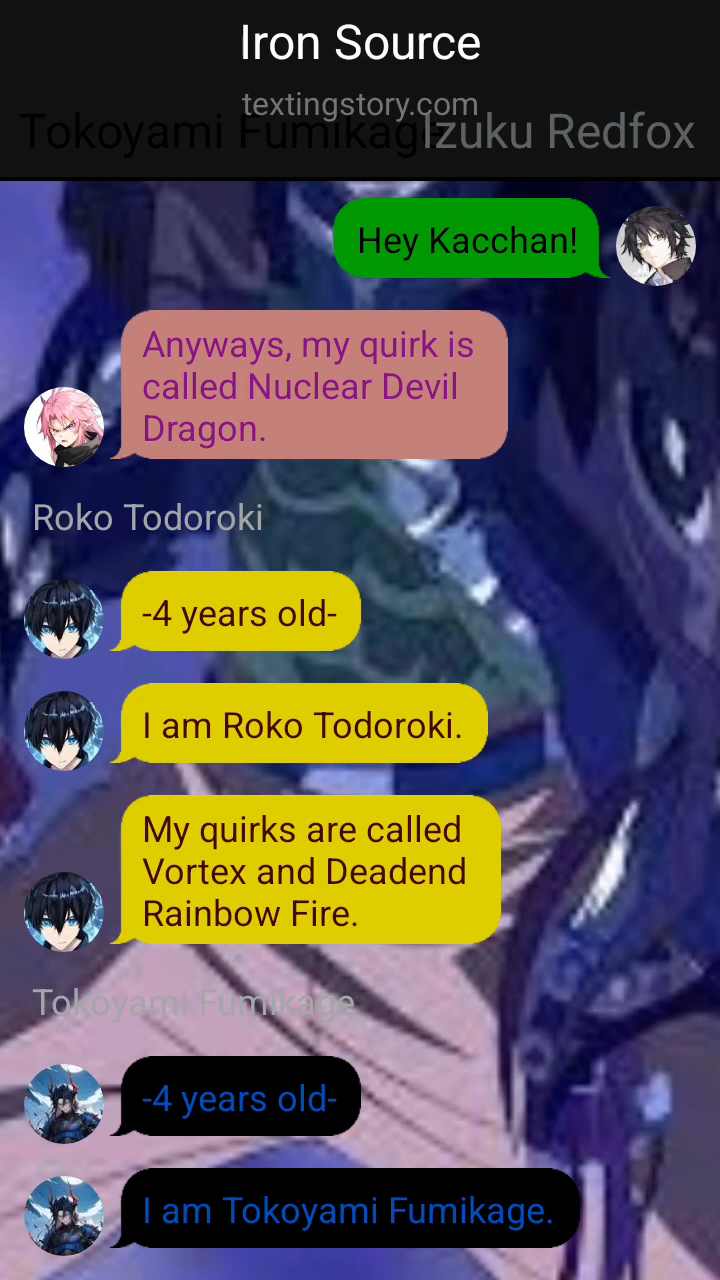 Iron Source
textingstory.com
Tokoyami Fumikage
Izuku Redfox
Hey Kacchan!
Anyways, my quirk is
called Nuclear Devil
Dragon.
Roko Todoroki
-4 years old-
I am Roko Todoroki.
My quirks are called
Vortex and Deadend
Rainbow Fire.
Tokoyami Fumikage
-4 years old-
I am Tokoyami Fumikage.